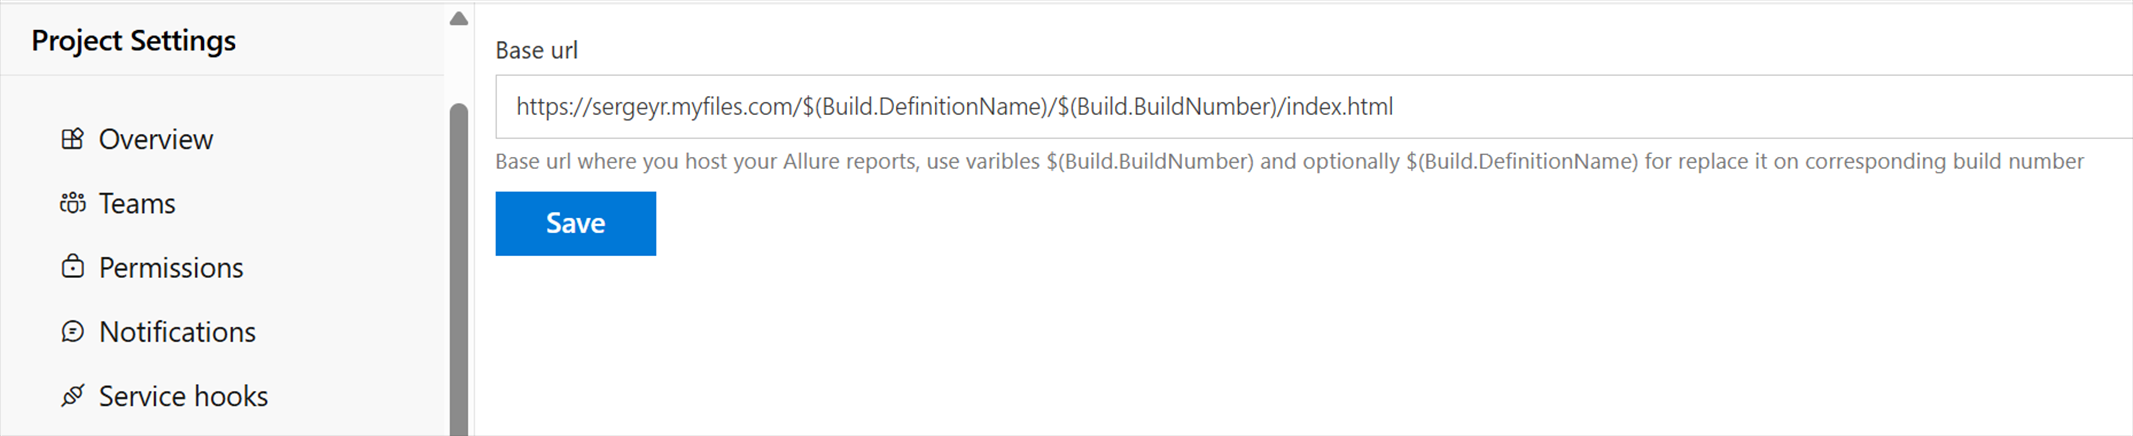 Project Settings
Overview
Teams
Permissions
Notifications
Service hooks
Base url
https://sergeyr.myfiles.com/$(Build.DefinitionName)/$(Build.BuildNumber)/index.html
Base url where you host your Allure reports, use varibles $(Build.BuildNumber) and optionally $(Build.DefinitionName) for replace it on corresponding build number
Save